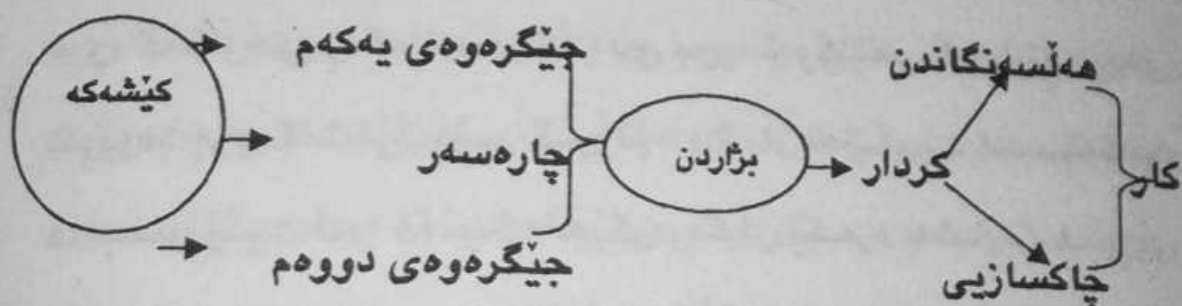 کێشەکە
جێگرەوەی یەکەم
چارەسەر
جێگرەوەی دووەم
بژاردن
کردار
هەڵسەنگاندن
چاکسازیی
کار